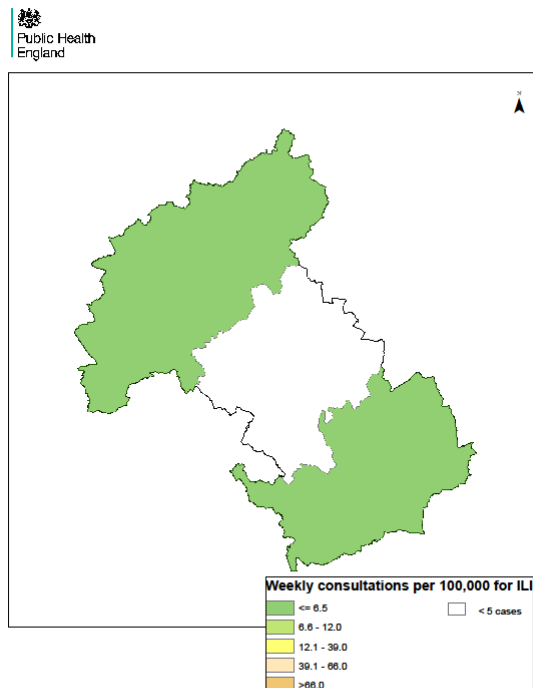 Public Health
England
N
Weekly consultations per 100,000 for ILI
<= 6.5
< 5 cases
6.6 - 12.0
12.1 - 39.0
39.1 - 66.0
>66.0